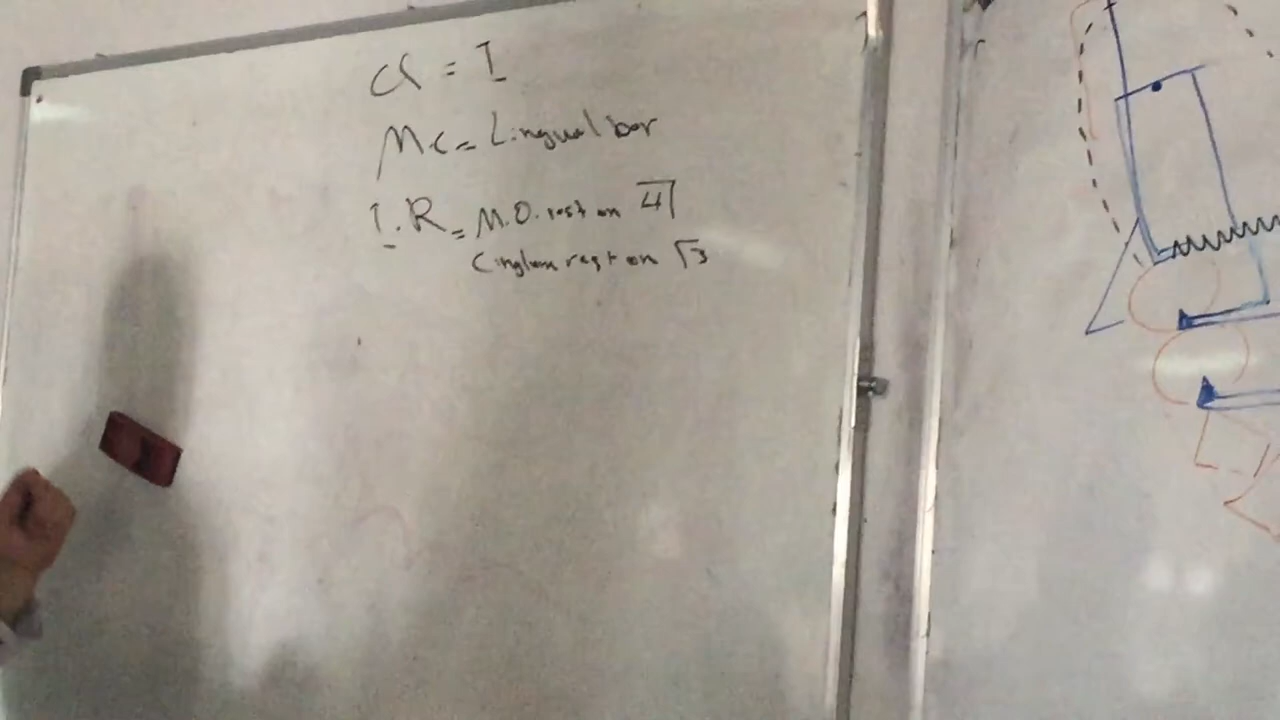 Cl = I
Mc = Lingual bar
I.R = M.O. rest on 4|
Cingulum rest on |3